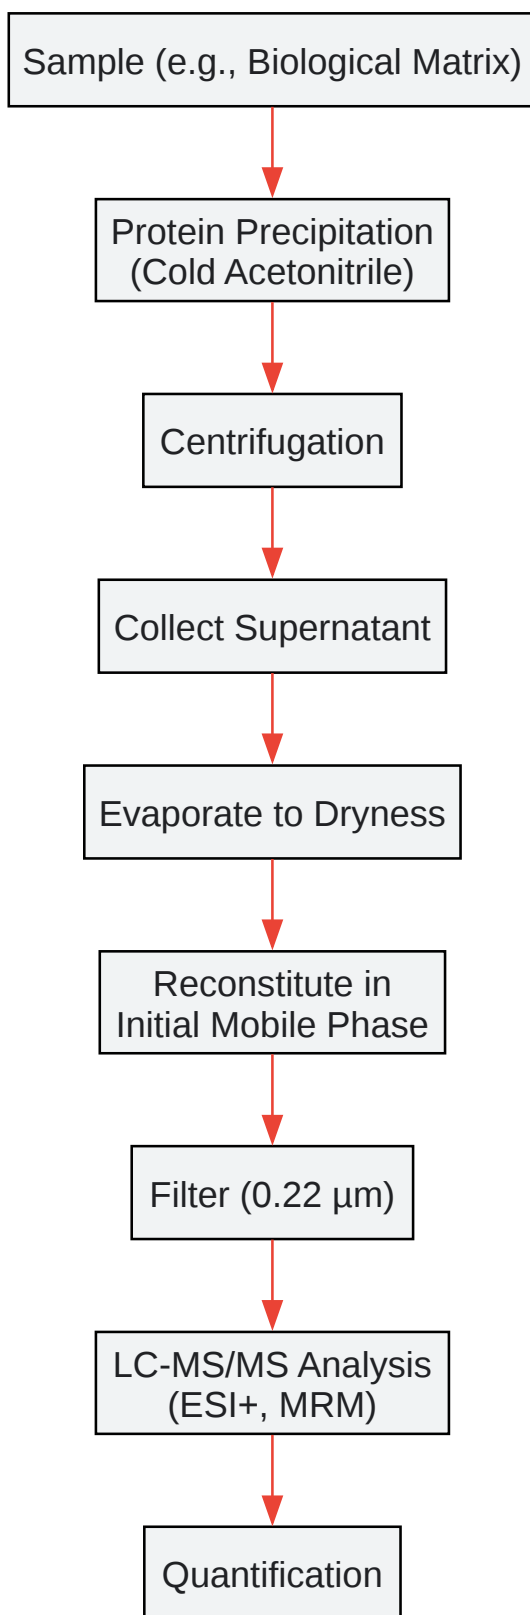 Sample (e.g., Biological Matrix)
Protein Precipitation
(Cold Acetonitrile)
Centrifugation
Collect Supernatant
Evaporate to Dryness
Reconstitute in
Initial Mobile Phase
Filter (0.22 µm)
LC-MS/MS Analysis
(ESI+, MRM)
Quantification